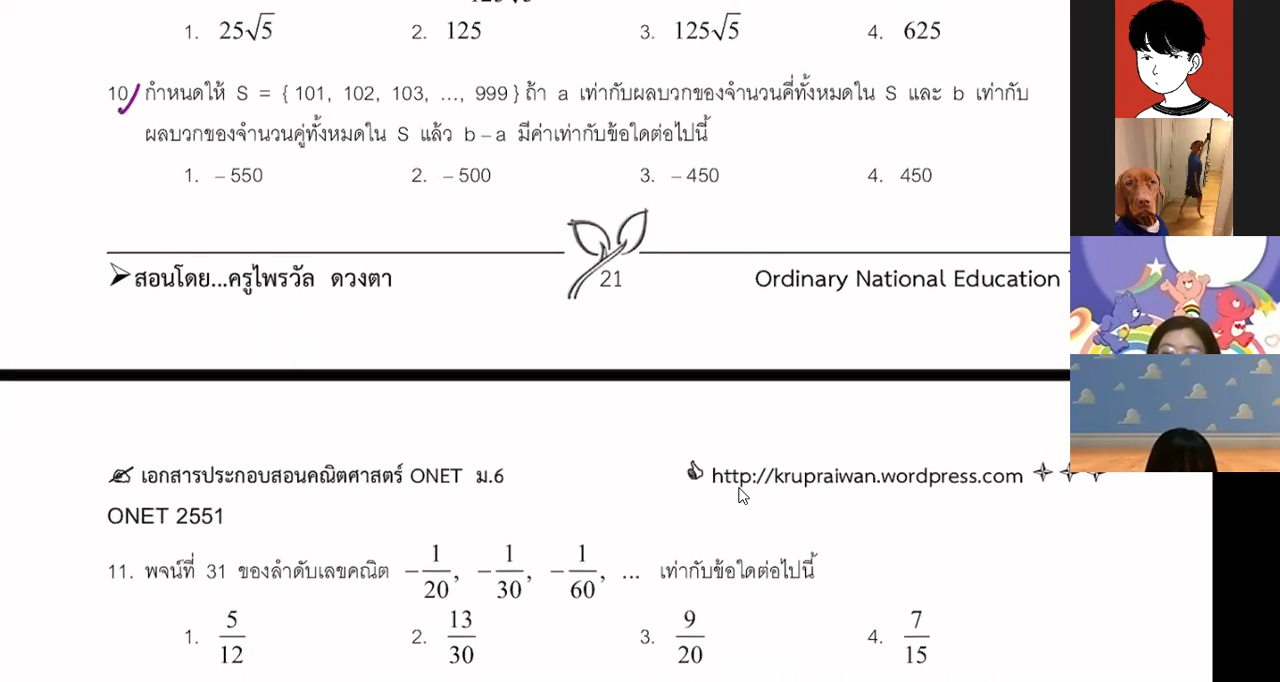 1. 25√5 2. 125 3. 125√5 4. 625
10 กำหนดให้ S = { 101, 102, 103, ..., 999 } ถ้า a เท่ากับผลบวกของจำนวนคี่ทั้งหมดใน S และ b เท่ากับ
ผลบวกของจำนวนคู่ทั้งหมดใน S แล้ว b – a มีค่าเท่ากับข้อใดต่อไปนี้
1. – 550 2. – 500 3. – 450 4. 450
สอนโดย...ครูไพรวัล ดวงตา 21 Ordinary National Education
เอกสารประกอบสอนคณิตศาสตร์ ONET ม.6 http://krupraiwan.wordpress.com
ONET 2551
11. พจน์ที่ 31 ของลำดับเลขคณิต –1/20, –1/30, –1/60, ... เท่ากับข้อใดต่อไปนี้
1. 5/12 2. 13/30 3. 9/20 4. 7/15